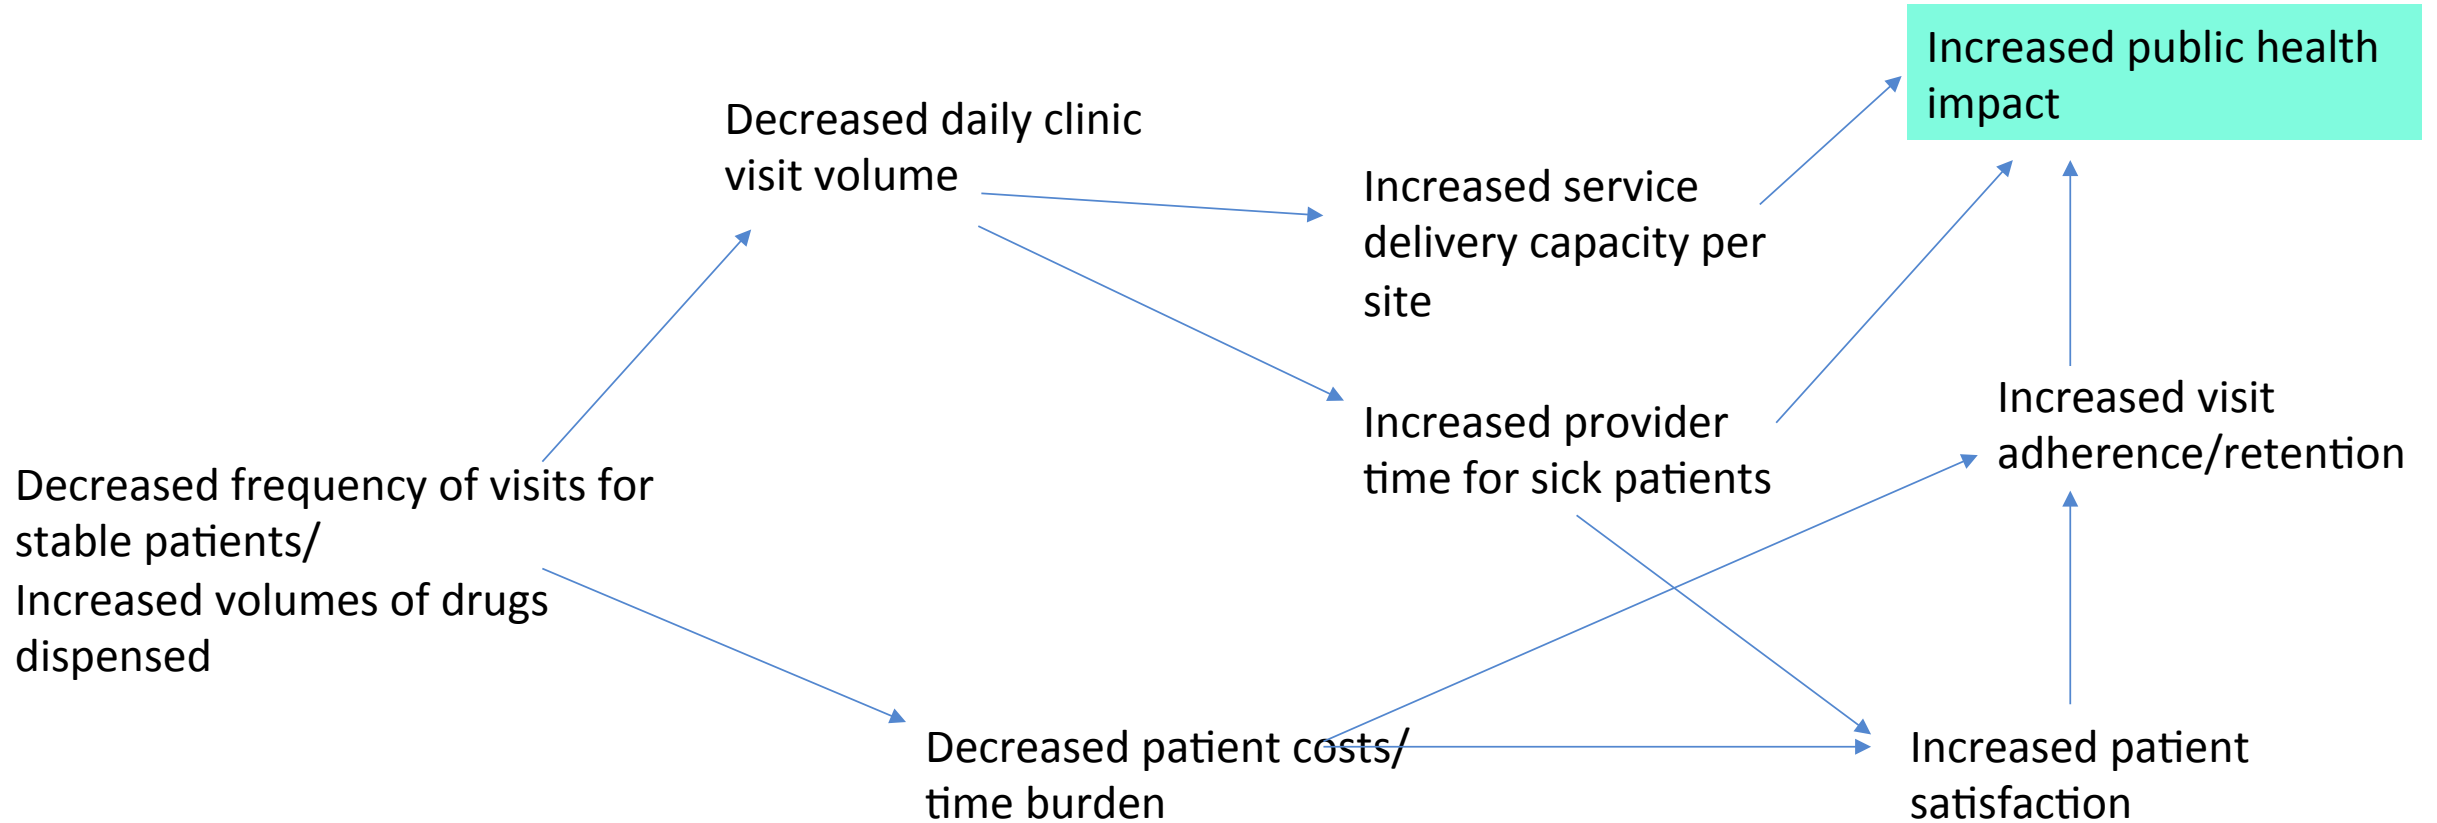 Increased public health
impact
Decreased daily clinic
visit volume
Increased service
delivery capacity per
site
Increased provider
time for sick patients
Increased visit
adherence/retention
Decreased frequency of visits for
stable patients/
Increased volumes of drugs
dispensed
Decreased patient costs/
time burden
Increased patient
satisfaction